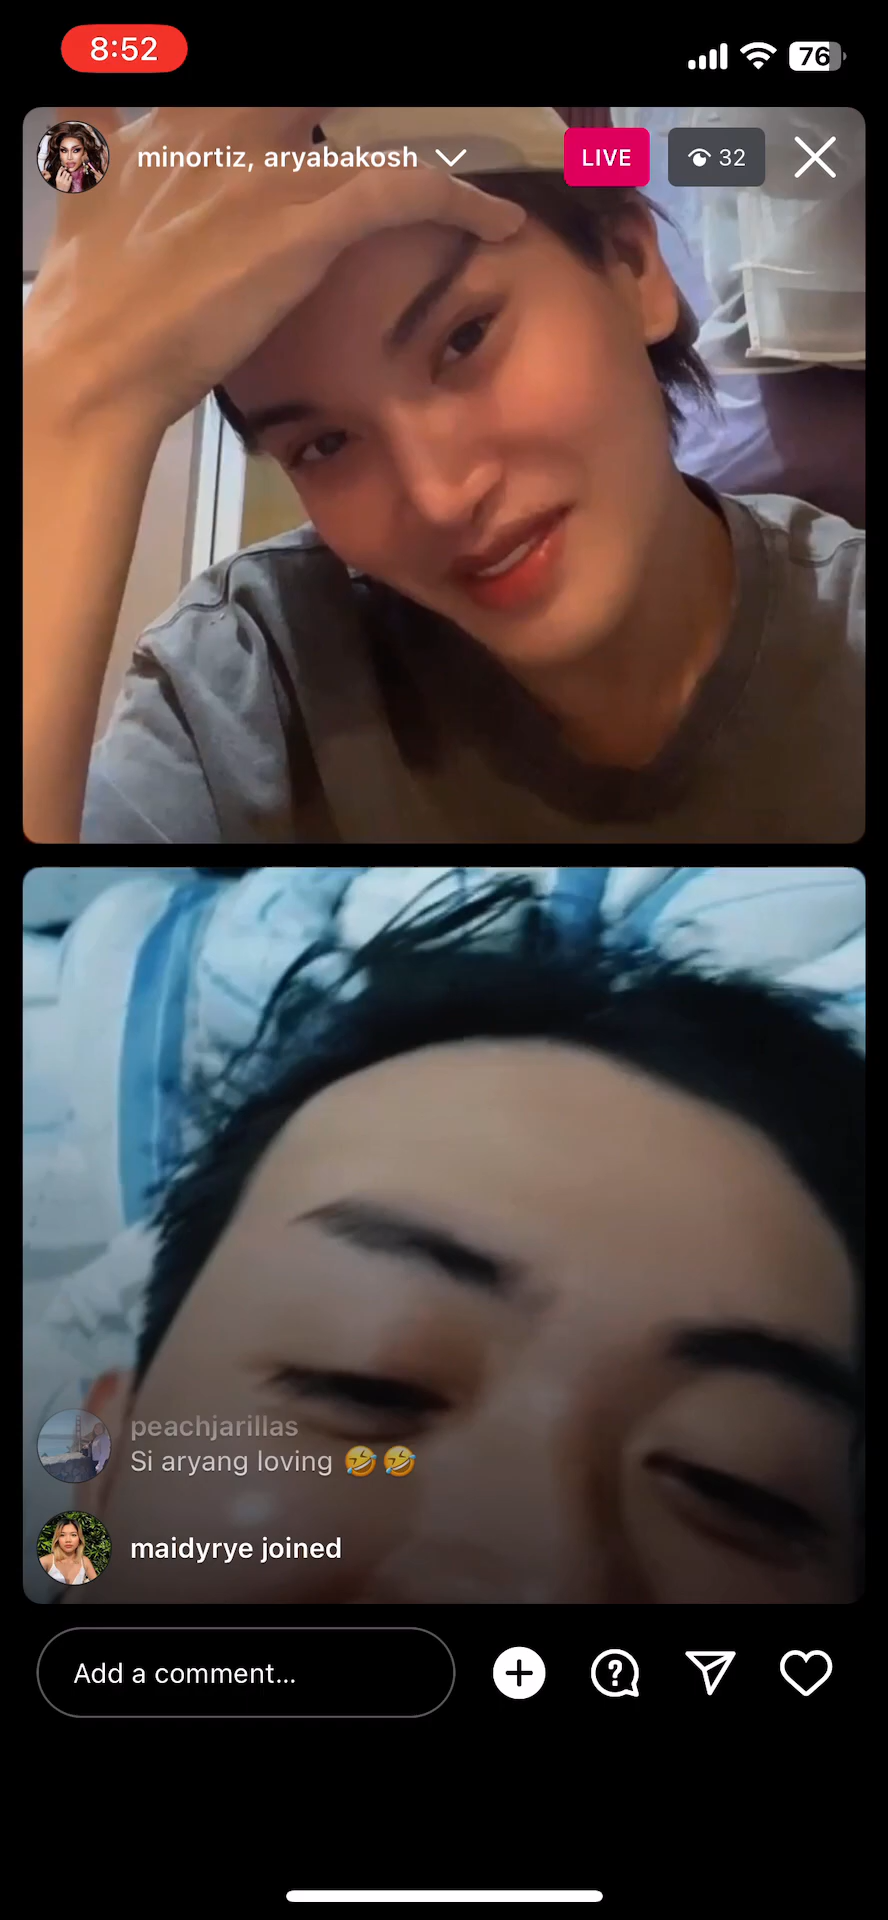 8:52
76
minortiz, aryabakosh
LIVE
32
peachjarillas
Si aryang loving 🤣🤣
maidyrye joined
Add a comment...